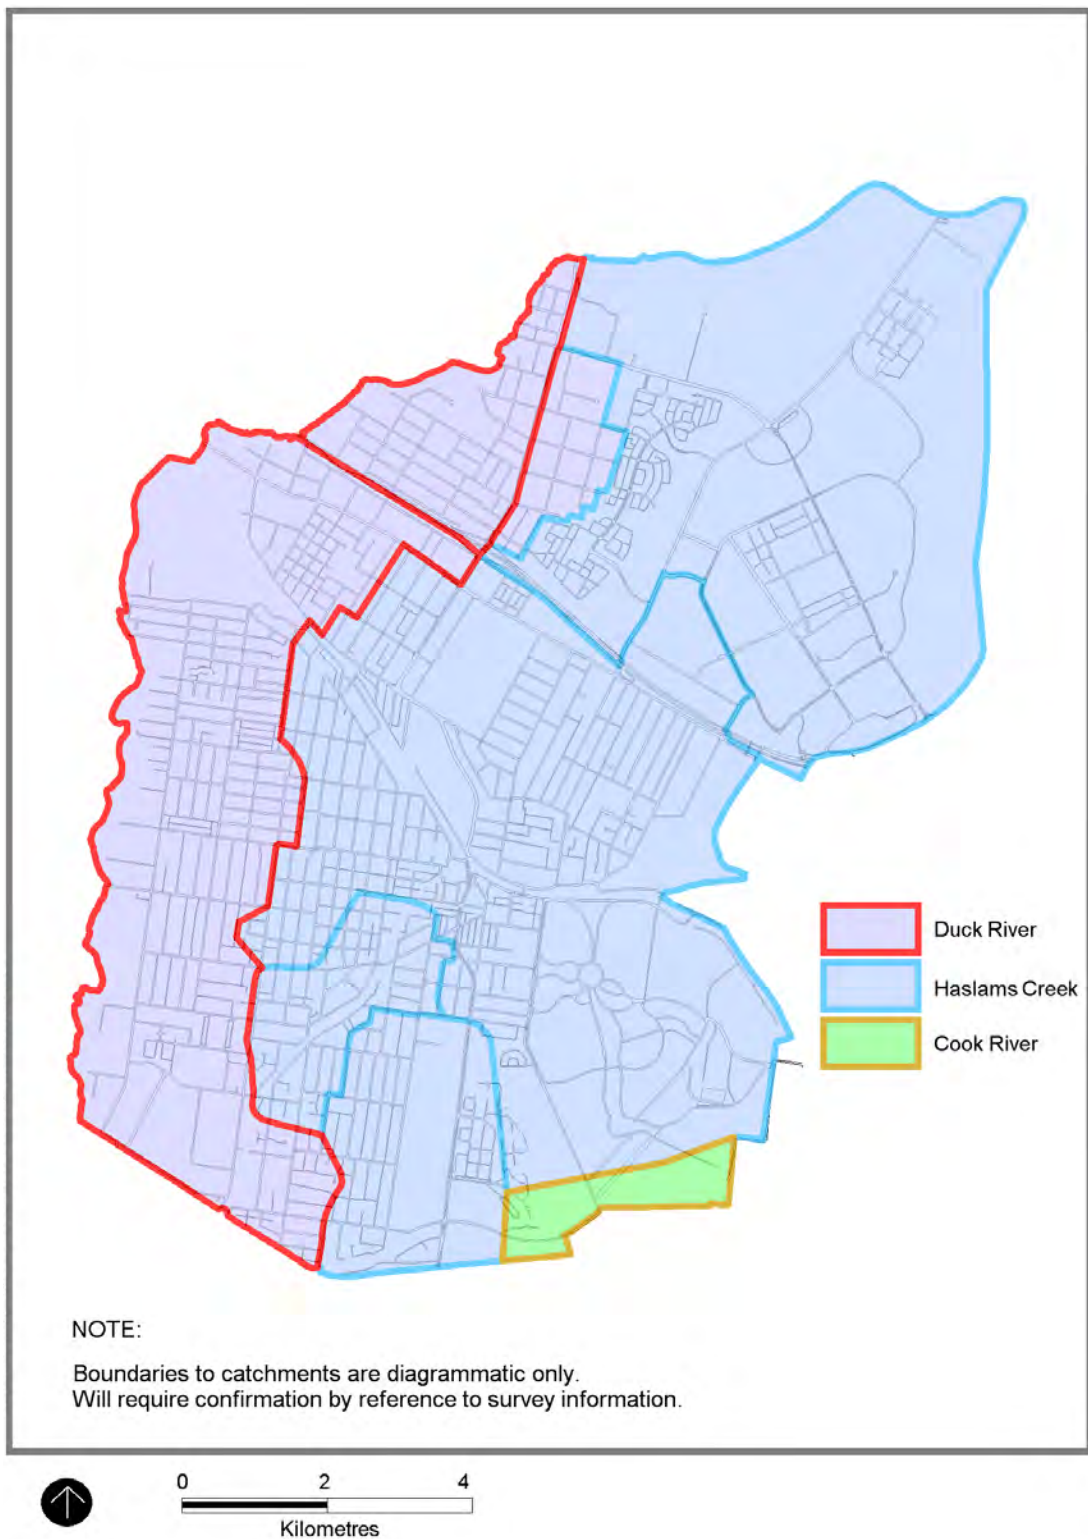 Duck River
Haslams Creek
Cook River
NOTE:
Boundaries to catchments are diagrammatic only.
Will require confirmation by reference to survey information.
0 2 4
Kilometres